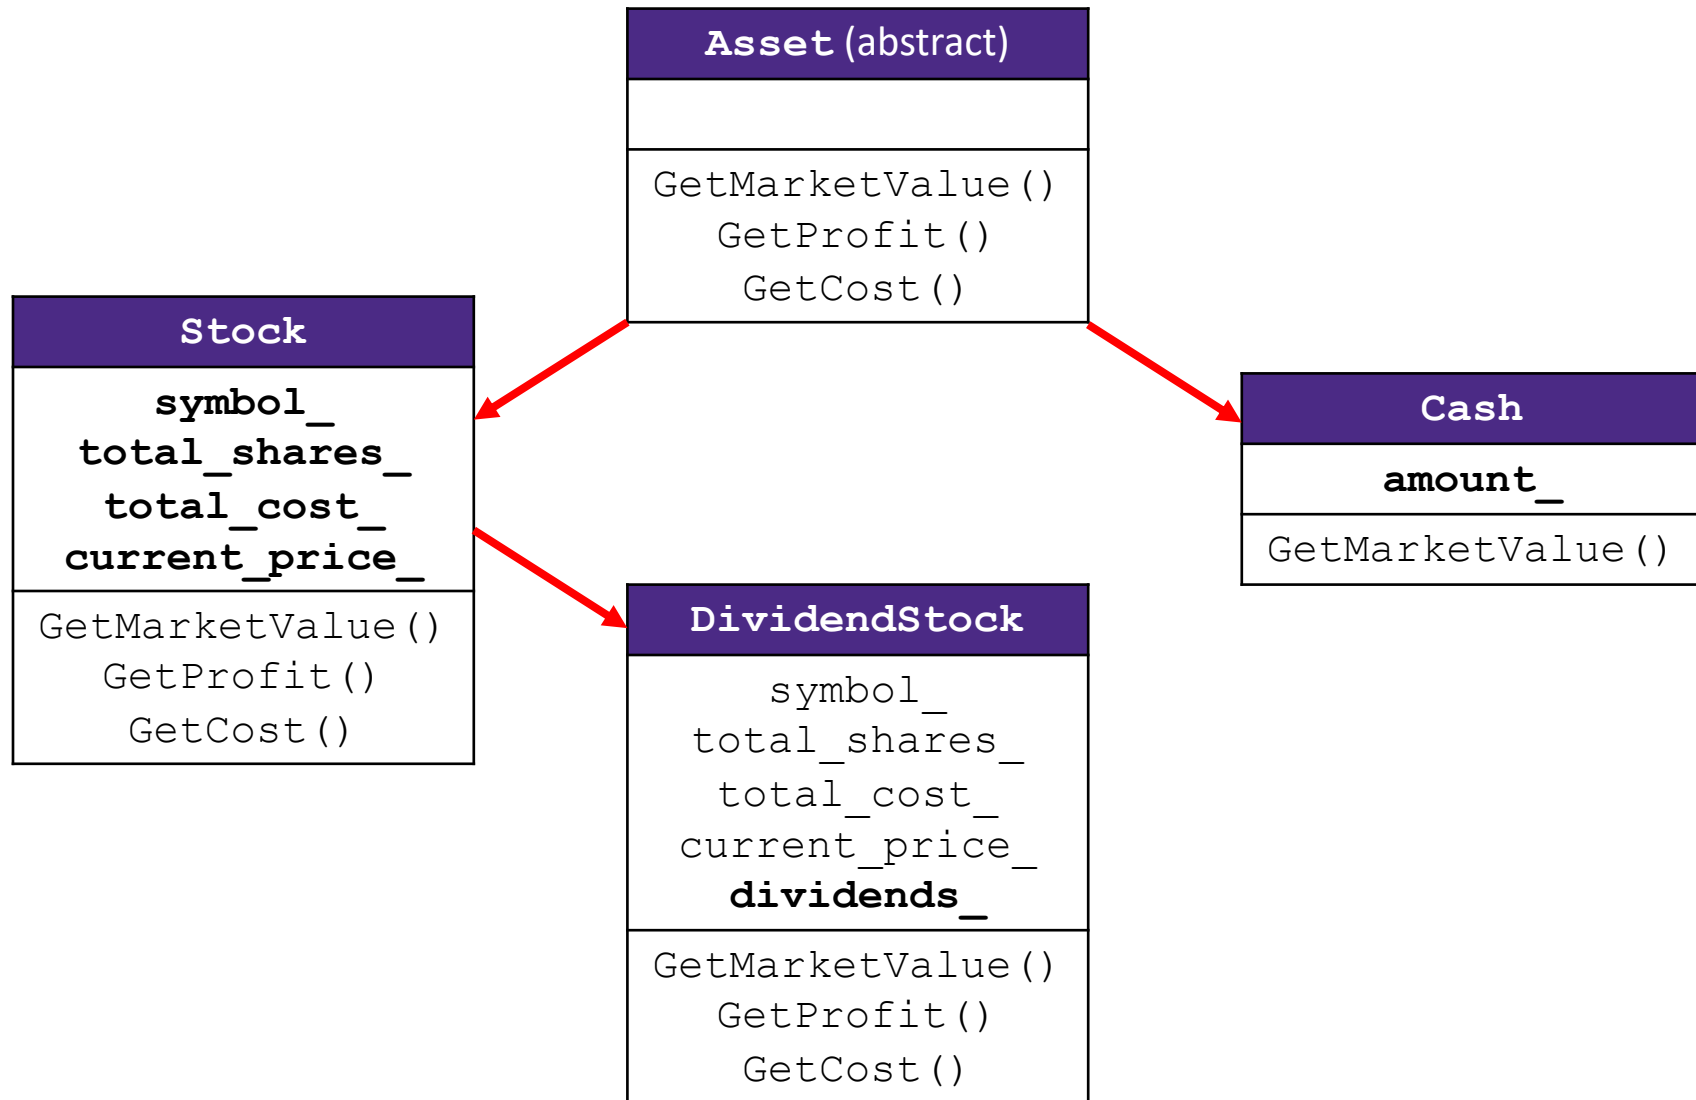 Asset (abstract)
GetMarketValue()
GetProfit()
GetCost()
Stock
symbol_
total_shares_
total_cost_
current_price_
GetMarketValue()
GetProfit()
GetCost()
Cash
amount_
GetMarketValue()
DividendStock
symbol_
total_shares_
total_cost_
current_price_
dividends_
GetMarketValue()
GetProfit()
GetCost()